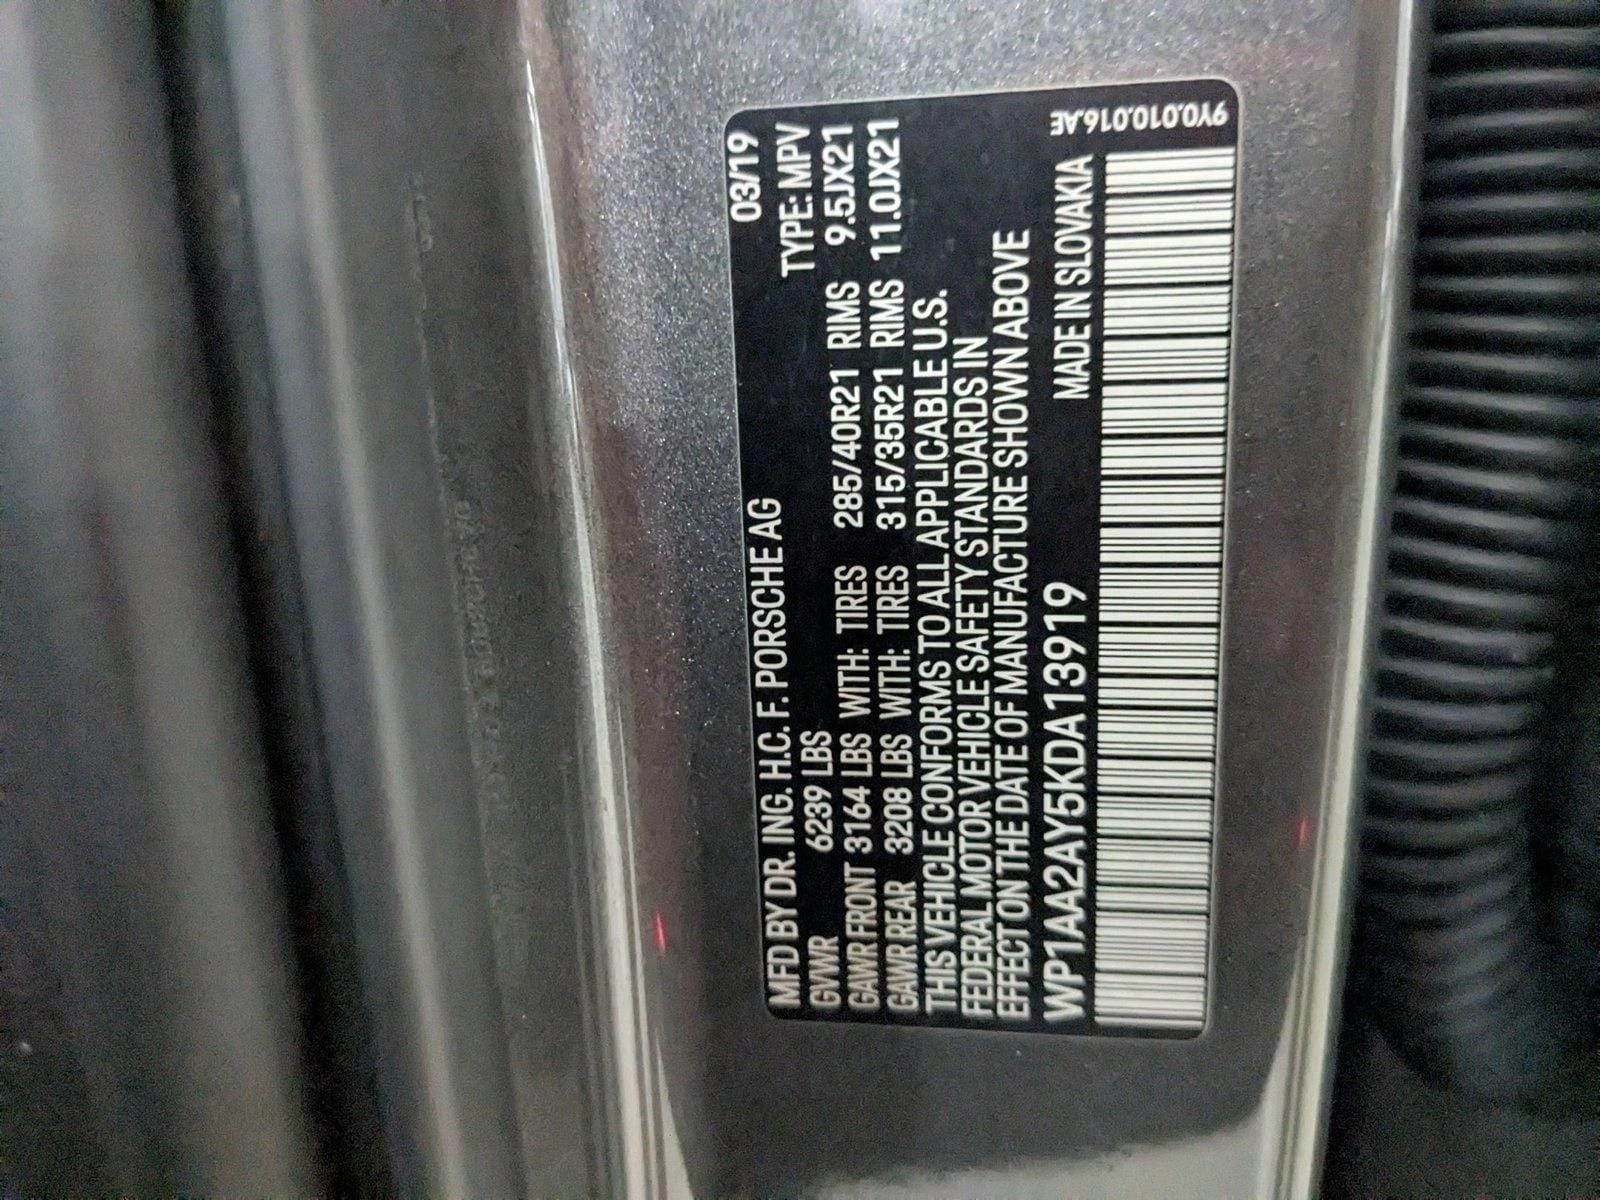 03/19
MFD BY DR. ING. H.C. F. PORSCHE AG
TYPE: MPV
GVWR 6239 LBS
GAWR FRONT 3164 LBS WITH: TIRES 285/40R21 RIMS 9.5JX21
GAWR REAR 3208 LBS WITH: TIRES 315/35R21 RIMS 11.0JX21
THIS VEHICLE CONFORMS TO ALL APPLICABLE U.S.
FEDERAL MOTOR VEHICLE SAFETY STANDARDS IN
EFFECT ON THE DATE OF MANUFACTURE SHOWN ABOVE
WP1AA2AY5KDA13919 MADE IN SLOVAKIA
9Y0.010.016.AE